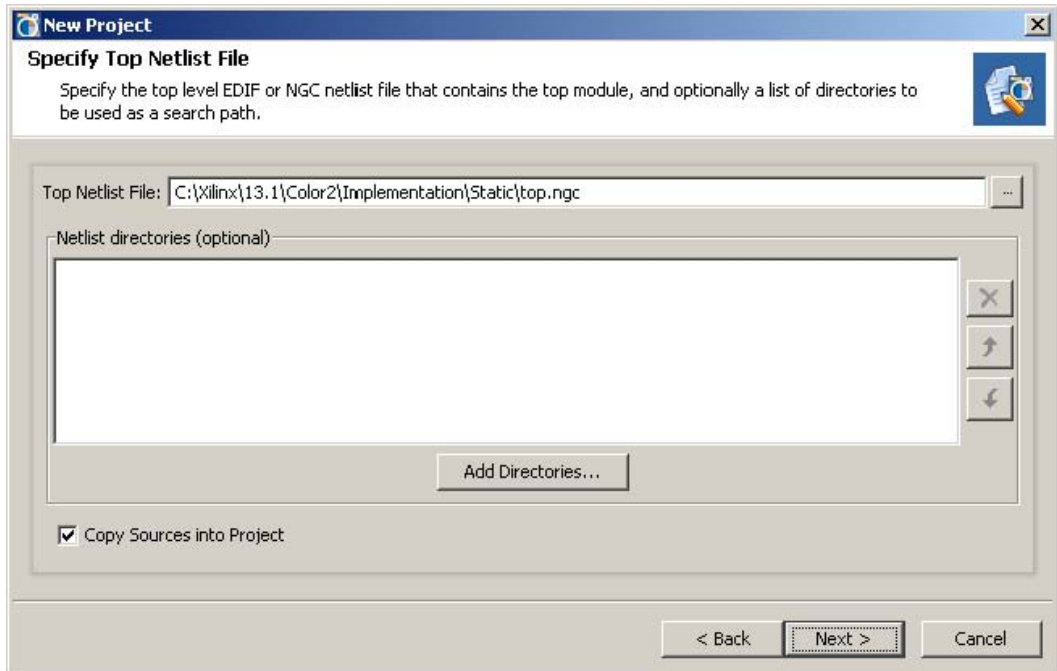 New Project
Specify Top Netlist File
Specify the top level EDIF or NGC netlist file that contains the top module, and optionally a list of directories to
be used as a search path.
Top Netlist File: C:\Xilinx\13.1\Color2\Implementation\Static\top.ngc ...
Netlist directories (optional)
Add Directories...
Copy Sources into Project
< Back Next > Cancel